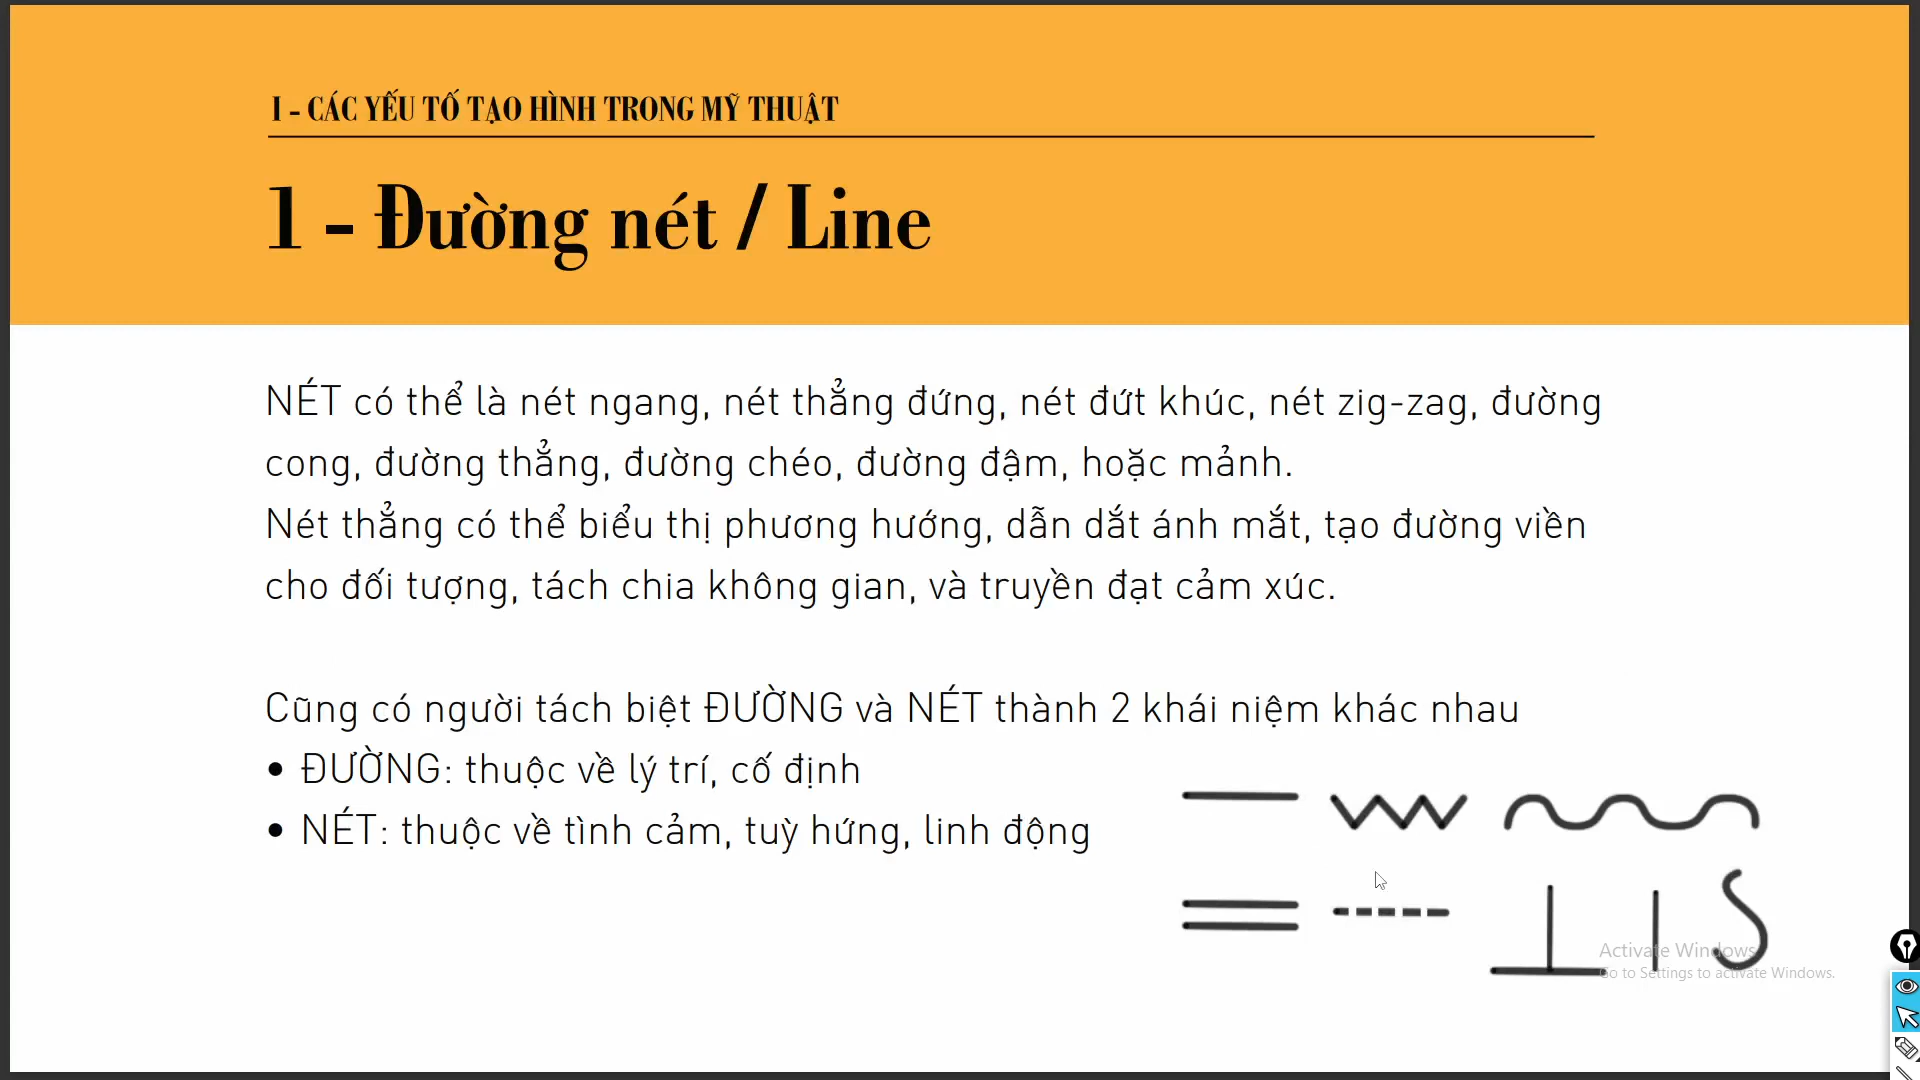 I - CÁC YẾU TỐ TẠO HÌNH TRONG MỸ THUẬT
1 - Đường nét / Line
NÉT có thể là nét ngang, nét thẳng đứng, nét đứt khúc, nét zig-zag, đường
cong, đường thẳng, đường chéo, đường đậm, hoặc mảnh.
Nét thẳng có thể biểu thị phương hướng, dẫn dắt ánh mắt, tạo đường viền
cho đối tượng, tách chia không gian, và truyền đạt cảm xúc.
Cũng có người tách biệt ĐƯỜNG và NÉT thành 2 khái niệm khác nhau
• ĐƯỜNG: thuộc về lý trí, cố định
• NÉT: thuộc về tình cảm, tuỳ hứng, linh động
Activate Windows
Go to Settings to activate Windows.